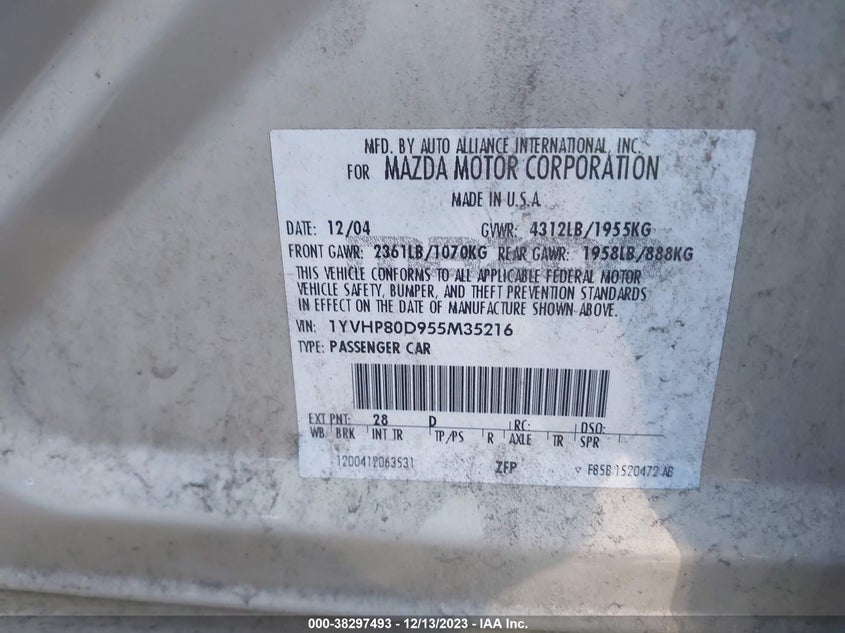 MFD. BY AUTO ALLIANCE INTERNATIONAL, INC.
FOR MAZDA MOTOR CORPORATION
MADE IN U.S.A
DATE: 12/04 GVWR: 4312LB/1955KG
FRONT GAWR: 2361LB/1070KG REAR GAWR: 1958LB/888KG
THIS VEHICLE CONFORMS TO ALL APPLICABLE FEDERAL MOTOR
VEHICLE SAFETY, BUMPER, AND THEFT PREVENTION STANDARDS
IN EFFECT ON THE DATE OF MANUFACTURE SHOWN ABOVE.
VIN: 1YVHP80D955M35216
TYPE: PASSENGER CAR
EXT PNT: 28 D RC: DSO:
WB BRK INT TR TP/PS R AXLE TR SPR
ZFP
000-38297493 - 12/13/2023 - IAA Inc.